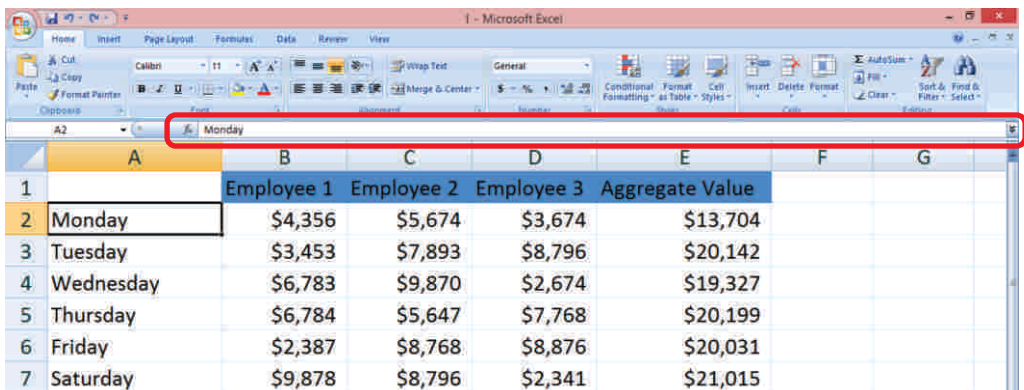 1 - Microsoft Excel
Home Insert Page Layout Formulas Data Review View
Cut
Copy
Format Painter
Paste
Clipboard
Calibri 11 A A
B I U A
Font
Wrap Text
Merge & Center
Alignment
General
$ % ,
Number
Conditional Formatting Format as Table Cell Styles
Styles
Insert Delete Format
Cells
Σ AutoSum
Fill
Clear
Sort & Filter Find & Select
Editing
A2 fx Monday
A B C D E F G
1 Employee 1 Employee 2 Employee 3 Aggregate Value
2 Monday $4,356 $5,674 $3,674 $13,704
3 Tuesday $3,453 $7,893 $8,796 $20,142
4 Wednesday $6,783 $9,870 $2,674 $19,327
5 Thursday $6,784 $5,647 $7,768 $20,199
6 Friday $2,387 $8,768 $8,876 $20,031
7 Saturday $9,878 $8,796 $2,341 $21,015